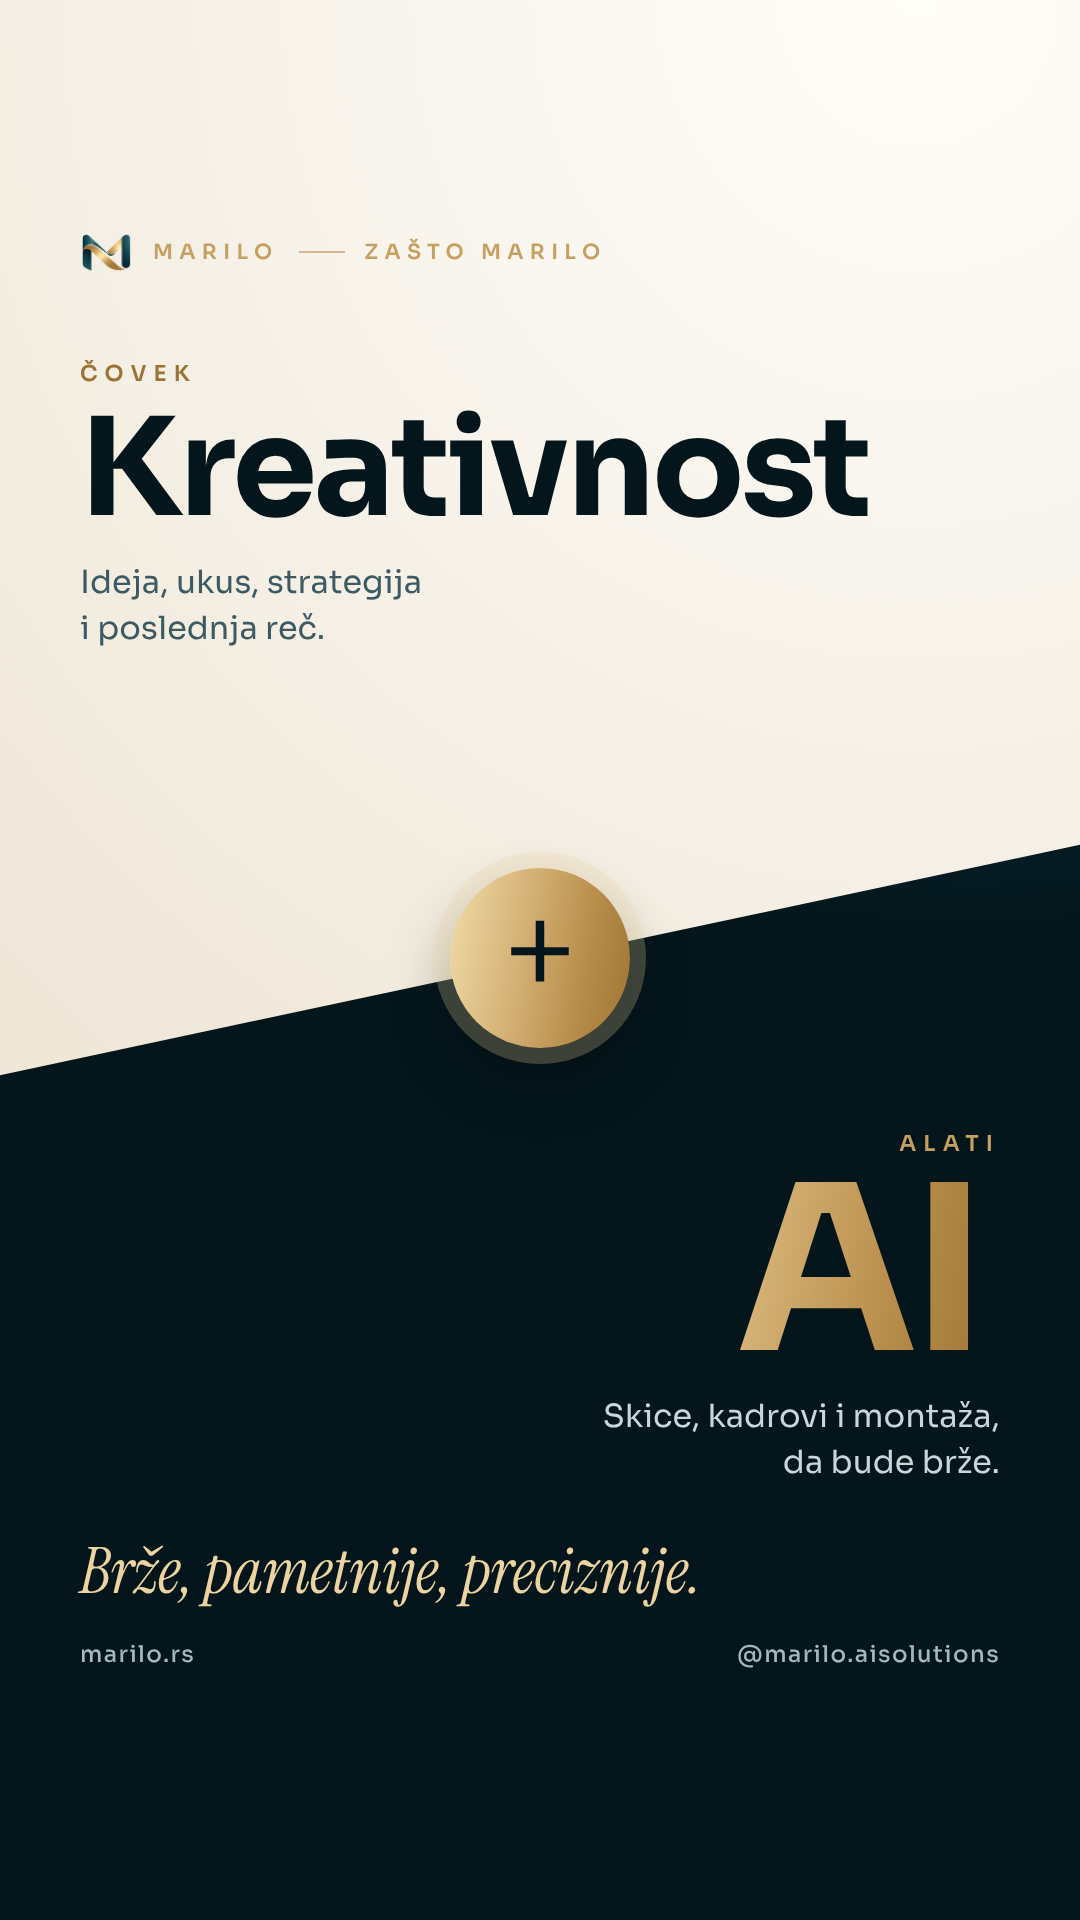 MARILO — ZAŠTO MARILO
ČOVEK
Kreativnost
Ideja, ukus, strategija
i poslednja reč.
+
ALATI
AI
Skice, kadrovi i montaža,
da bude brže.
Brže, pametnije, preciznije.
marilo.rs @marilo.aisolutions